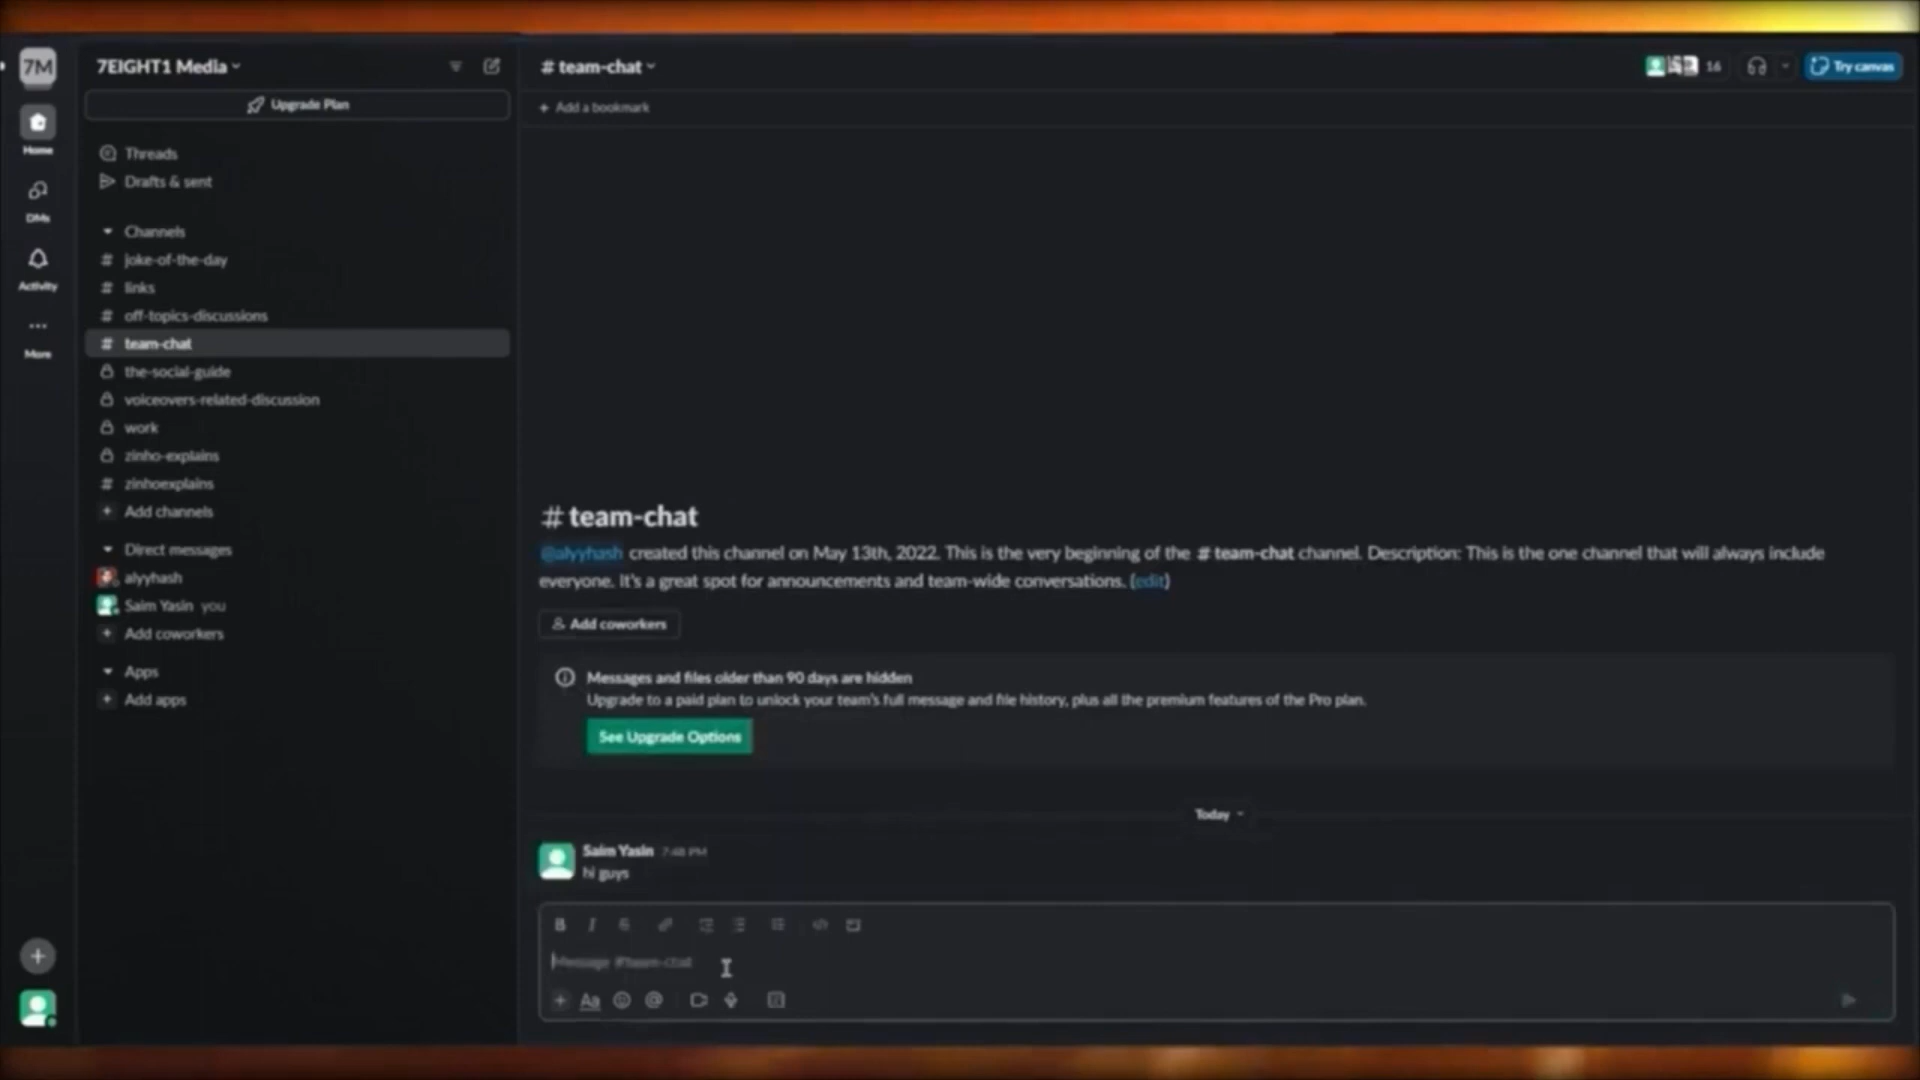 7M
7EIGHT1 Media
# team-chat
16
Try canvas
Upgrade Plan
+ Add a bookmark
Home
Threads
Drafts & sent
DMs
Channels
# joke-of-the-day
Activity
# links
# off-topics-discussions
# team-chat
More
the-social-guide
voiceovers-related-discussion
work
zinho-explains
# zinhoexplains
+ Add channels
# team-chat
Direct messages
@alyyhash created this channel on May 13th, 2022. This is the very beginning of the # team-chat channel. Description: This is the one channel that will always include
everyone. It's a great spot for announcements and team-wide conversations. (edit)
alyyhash
Saim Yasin you
Add coworkers
+ Add coworkers
Apps
Messages and files older than 90 days are hidden
+ Add apps
Upgrade to a paid plan to unlock your team's full message and file history, plus all the premium features of the Pro plan.
See Upgrade Options
Today
Saim Yasin 7:48 PM
hi guys
B I S
Message #team-chat
+ Aa @